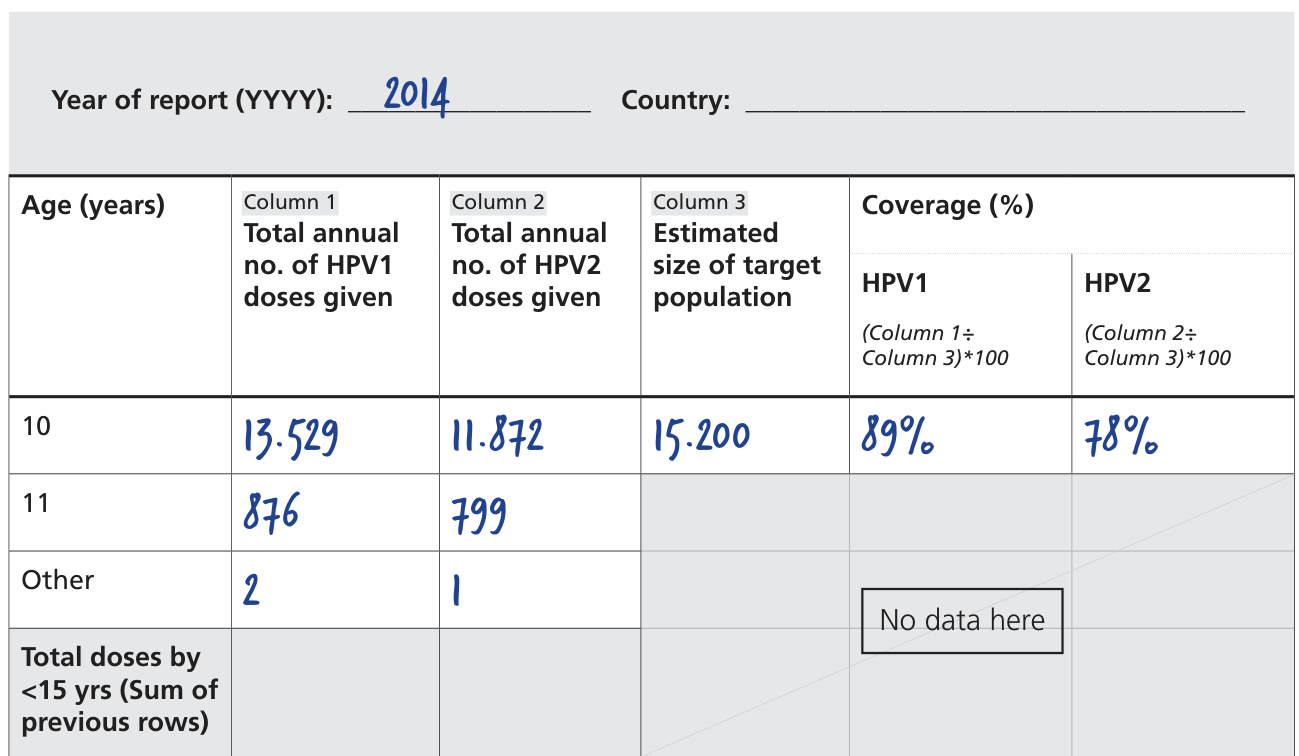 Year of report (YYYY): 2014 Country:
Age (years)
Column 1
Total annual
no. of HPV1
doses given
Column 2
Total annual
no. of HPV2
doses given
Column 3
Estimated
size of target
population
Coverage (%)
HPV1
(Column 1÷
Column 3)*100
HPV2
(Column 2÷
Column 3)*100
10 13.529 11.872 15.200 89% 78%
11 876 799
Other 2 1
No data here
Total doses by
<15 yrs (Sum of
previous rows)